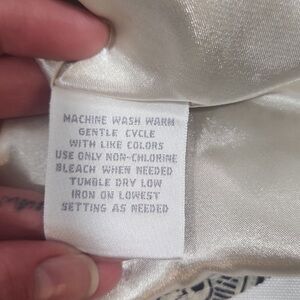 MACHINE WASH WARM
GENTLE CYCLE
WITH LIKE COLORS
USE ONLY NON-CHLORINE
BLEACH WHEN NEEDED
TUMBLE DRY LOW
IRON ON LOWEST
SETTING AS NEEDED